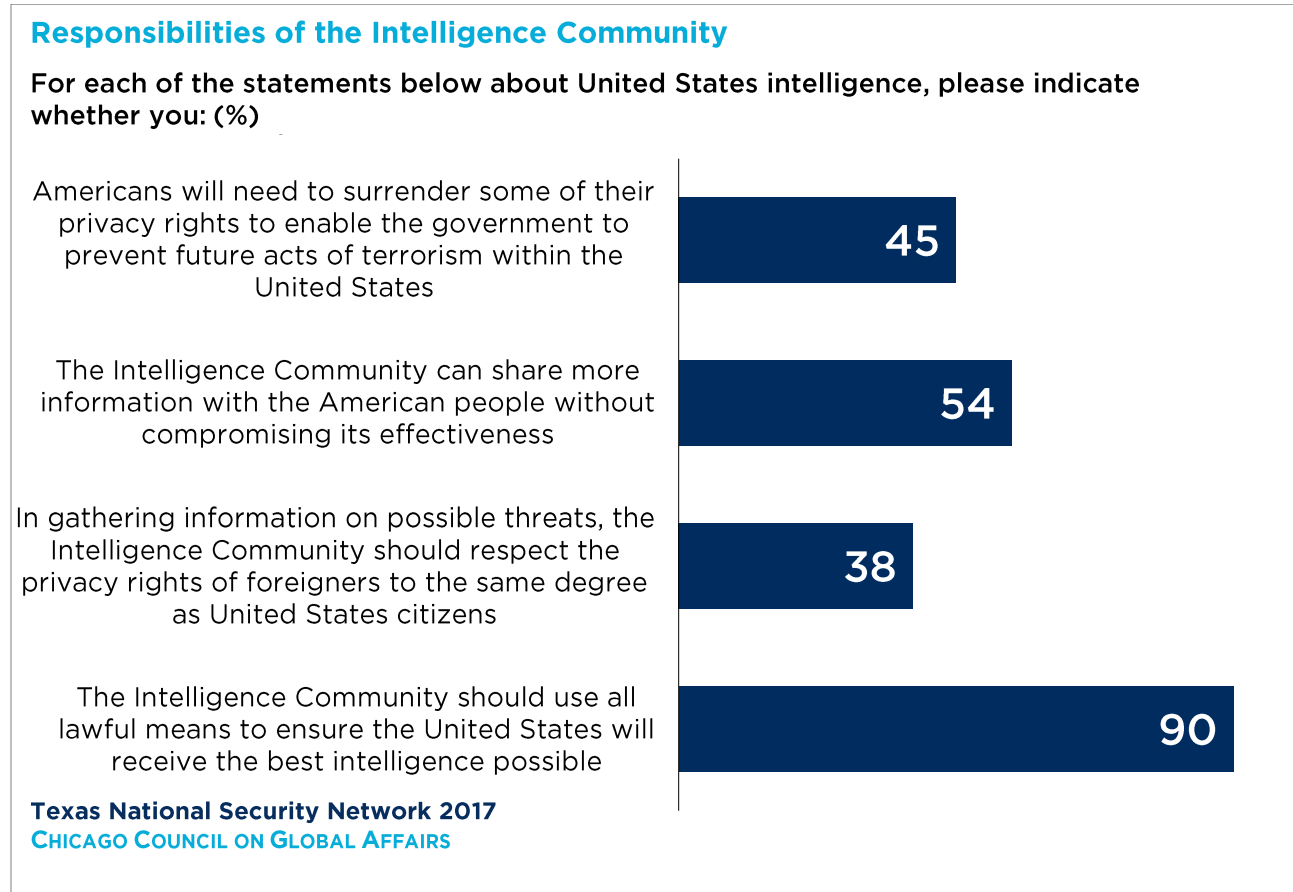 Responsibilities of the Intelligence Community
For each of the statements below about United States intelligence, please indicate
whether you: (%)
Americans will need to surrender some of their
privacy rights to enable the government to
prevent future acts of terrorism within the
United States
45
The Intelligence Community can share more
information with the American people without
compromising its effectiveness
54
In gathering information on possible threats, the
Intelligence Community should respect the
privacy rights of foreigners to the same degree
as United States citizens
38
The Intelligence Community should use all
lawful means to ensure the United States will
receive the best intelligence possible
90
Texas National Security Network 2017
CHICAGO COUNCIL ON GLOBAL AFFAIRS